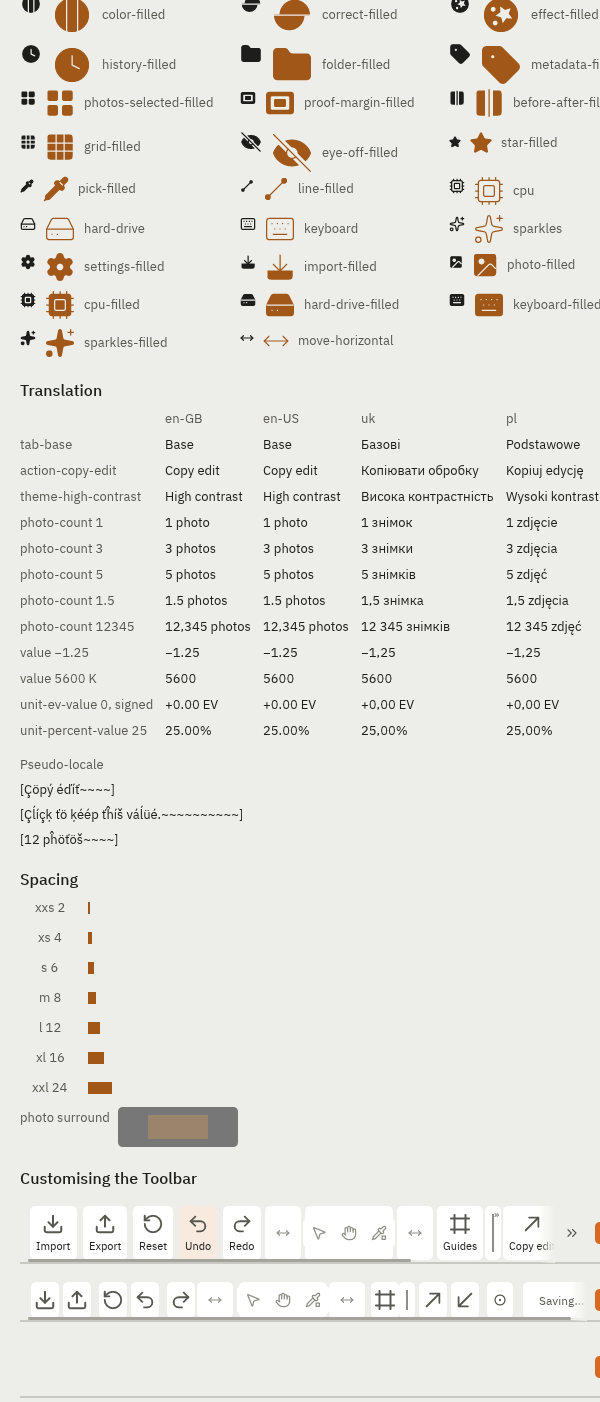 color-filled correct-filled effect-filled
history-filled folder-filled metadata-fi
photos-selected-filled proof-margin-filled before-after-fil
grid-filled eye-off-filled star-filled
pick-filled line-filled cpu
hard-drive keyboard sparkles
settings-filled import-filled photo-filled
cpu-filled hard-drive-filled keyboard-filled
sparkles-filled move-horizontal
Translation
en-GB en-US uk pl
tab-base Base Base Базові Podstawowe
action-copy-edit Copy edit Copy edit Копіювати обробку Kopiuj edycję
theme-high-contrast High contrast High contrast Висока контрастність Wysoki kontrast
photo-count 1 1 photo 1 photo 1 знімок 1 zdjęcie
photo-count 3 3 photos 3 photos 3 знімки 3 zdjęcia
photo-count 5 5 photos 5 photos 5 знімків 5 zdjęć
photo-count 1.5 1.5 photos 1.5 photos 1,5 знімка 1,5 zdjęcia
photo-count 12345 12,345 photos 12,345 photos 12 345 знімків 12 345 zdjęć
value −1.25 −1.25 −1.25 −1,25 −1,25
value 5600 K 5600 5600 5600 5600
unit-ev-value 0, signed +0.00 EV +0.00 EV +0,00 EV +0,00 EV
unit-percent-value 25 25.00% 25.00% 25,00% 25,00%
Pseudo-locale
[Çöpý éďíť~~~~]
[Çĺíçķ ťö ķéép ťĥíš váĺüé.~~~~~~~~~~]
[12 pĥöťöš~~~~]
Spacing
xxs 2
xs 4
s 6
m 8
l 12
xl 16
xxl 24
photo surround
Customising the Toolbar
Import Export Reset Undo Redo Guides » Copy edit »
Saving...